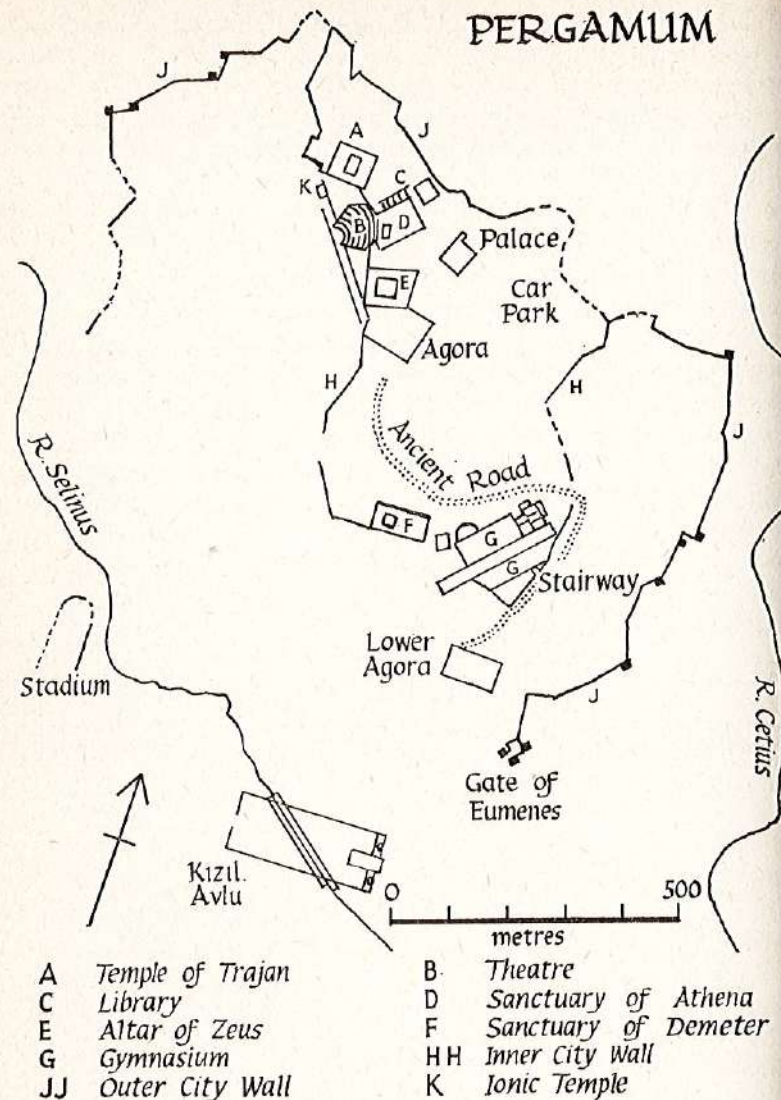 PERGAMUM
J
A
J
C
K
B
D
Palace
E
Car
Park
Agora
H
H
J
Ancient Road
R. Selinus
F
G
G
Stairway
Lower
Agora
Stadium
J
R. Cetius
Gate of
Eumenes
Kızıl
Avlu
0 500
metres
A Temple of Trajan
B Theatre
C Library
D Sanctuary of Athena
E Altar of Zeus
F Sanctuary of Demeter
G Gymnasium
HH Inner City Wall
JJ Outer City Wall
K Ionic Temple